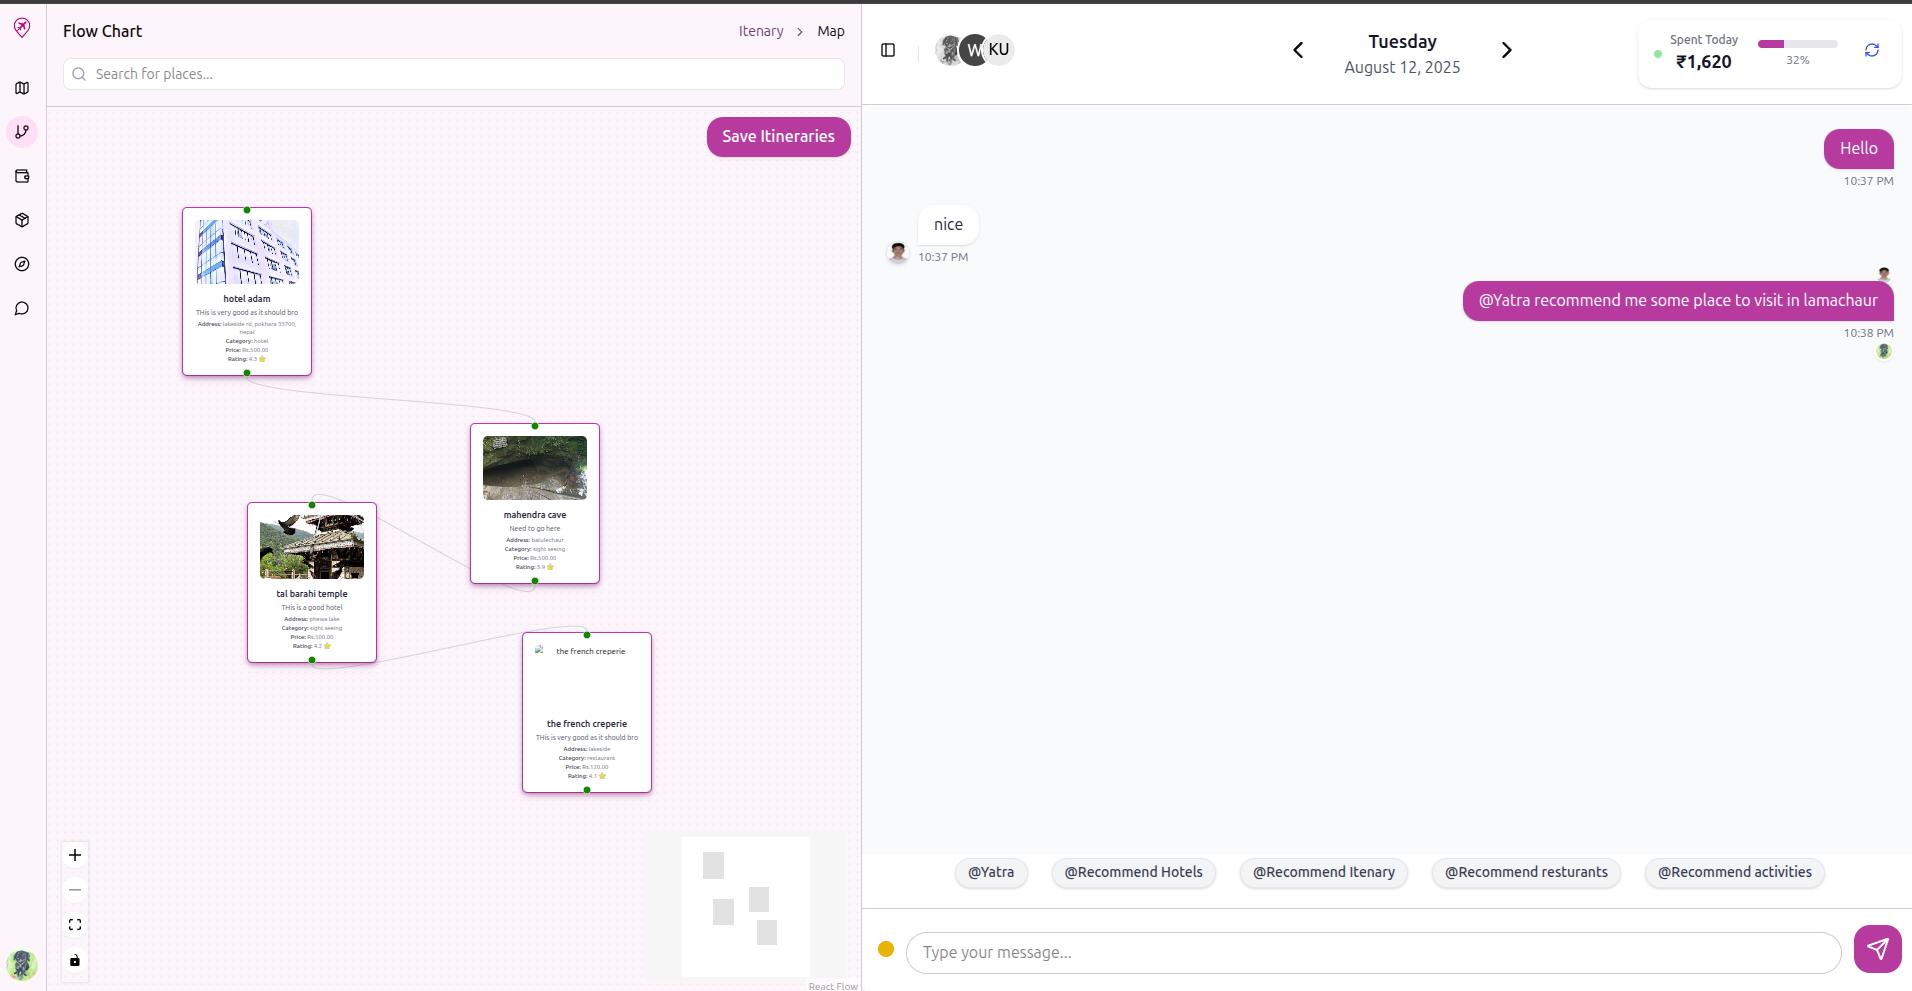 Flow Chart
Itenary > Map
Search for places...
Save Itineraries
hotel adam
THis is very good as it should bro
Address: lakeside rd, pokhara 33700,
nepal
Category: hotel
Price: Rs.500.00
Rating: 4.3
mahendra cave
Need to go here
Address: batulechaur
Category: sight seeing
Price: Rs.500.00
Rating: 3.9
tal barahi temple
THis is a good hotel
Address: phewa lake
Category: sight seeing
Price: Rs.500.00
Rating: 4.2
the french creperie
the french creperie
THis is very good as it should bro
Address: lakeside
Category: restaurant
Price: Rs.120.00
Rating: 4.1
React Flow
W
KU
Tuesday
August 12, 2025
Spent Today
₹1,620
32%
Hello
10:37 PM
nice
10:37 PM
@Yatra recommend me some place to visit in lamachaur
10:38 PM
@Yatra
@Recommend Hotels
@Recommend Itenary
@Recommend resturants
@Recommend activities
Type your message...